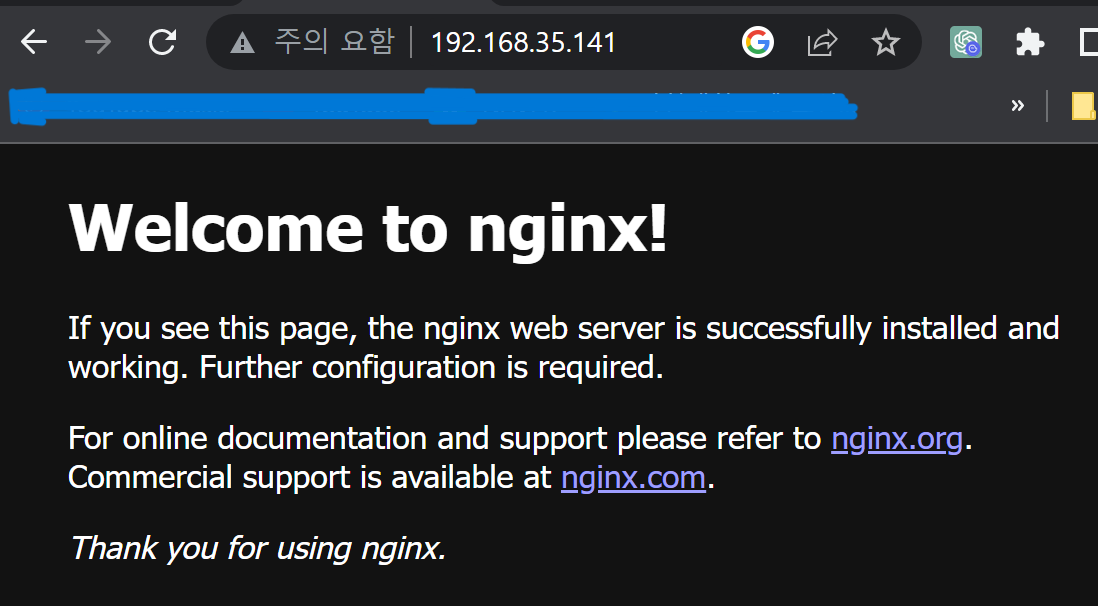 주의 요함
192.168.35.141
»
Welcome to nginx!
If you see this page, the nginx web server is successfully installed and
working. Further configuration is required.
For online documentation and support please refer to nginx.org.
Commercial support is available at nginx.com.
Thank you for using nginx.